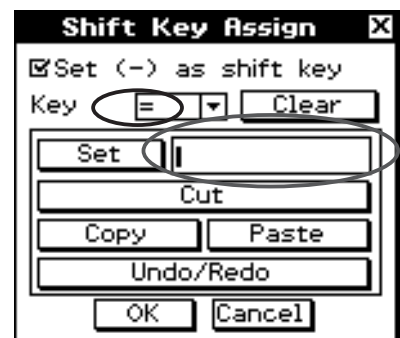 Shift Key Assign X
Set (−) as shift key
Key = Clear
Set
Cut
Copy Paste
Undo/Redo
OK Cancel